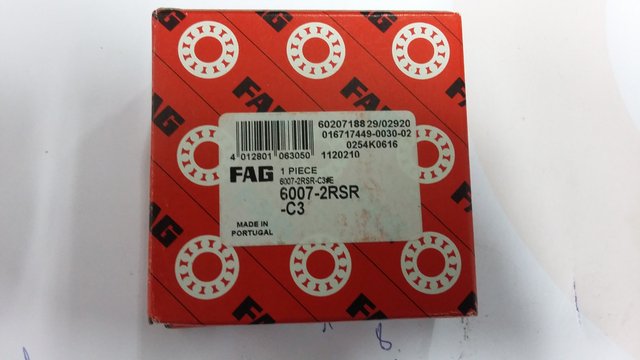 FAG
FAG
6020718829/02920
016717449-0030-02
0254K0616
4 012801 063050
1120210
FAG
1 PIECE
6007-2RSR-C3#E
6007-2RSR
-C3
MADE IN
PORTUGAL
FAG
FAG
FAG
8